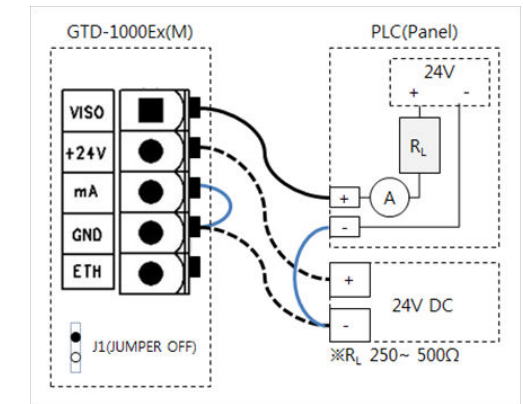 GTD-1000Ex(M)
PLC(Panel)
24V
+ -
RL
VISO
+24V
mA
GND
ETH
+
A
-
+
24V DC
-
J1(JUMPER OFF)
※RL 250~ 500Ω